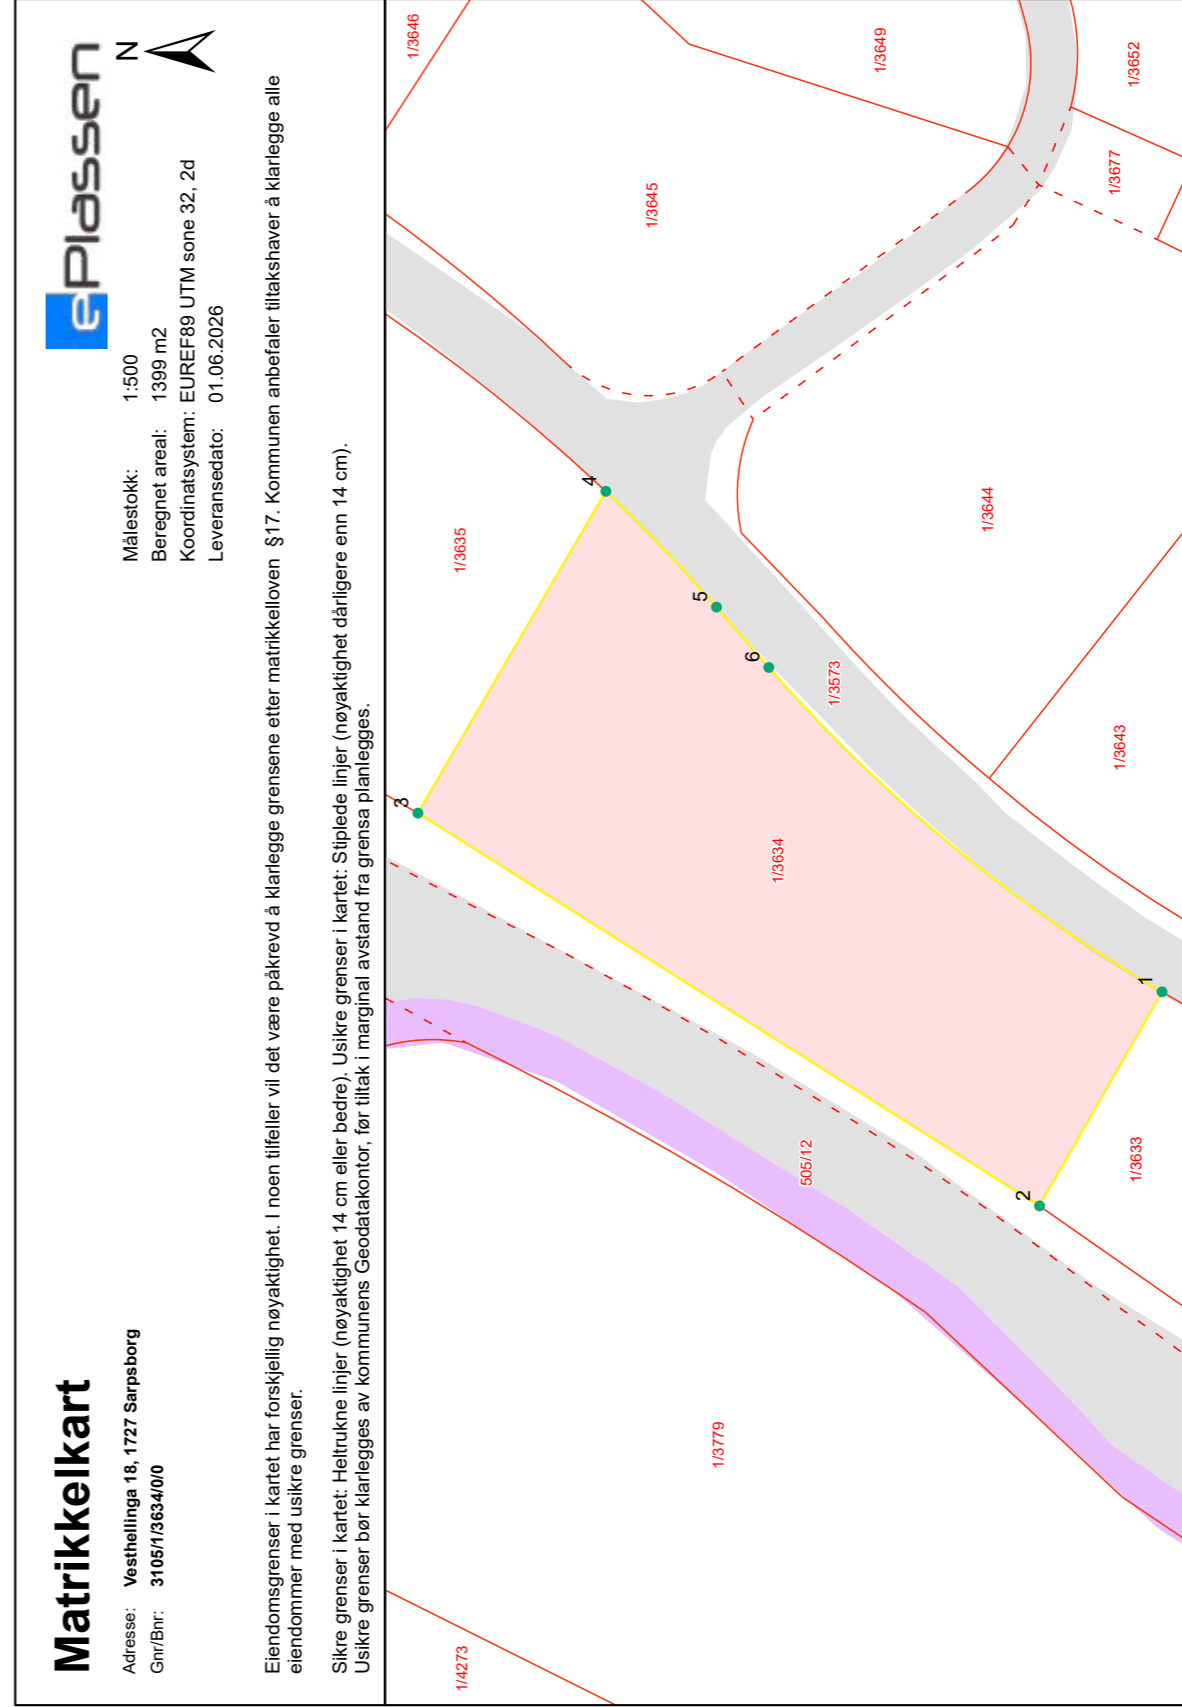 Matrikkelkart
ePlassen
Adresse: Vesthellinga 18, 1727 Sarpsborg
Gnr/Bnr: 3105/1/3634/0/0
Målestokk: 1:500
Beregnet areal: 1399 m2
Koordinatsystem: EUREF89 UTM sone 32, 2d
Leveransedato: 01.06.2026
N
Eiendomsgrenser i kartet har forskjellig nøyaktighet. I noen tilfeller vil det være påkrevd å klarlegge grensene etter matrikkelloven §17. Kommunen anbefaler tiltakshaver å klarlegge alle
eiendommer med usikre grenser.
Sikre grenser i kartet: Heltrukne linjer (nøyaktighet 14 cm eller bedre). Usikre grenser i kartet: Stiplede linjer (nøyaktighet dårligere enn 14 cm).
Usikre grenser bør klarlegges av kommunens Geodatakontor, før tiltak i marginal avstand fra grensa planlegges.
1/4273
3
1/3635
4
1/3646
1/3645
1/3649
5
6
1/3779
505/12
1/3634
1/3573
1/3644
2
1/3633
1
1/3643
1/3677
1/3652